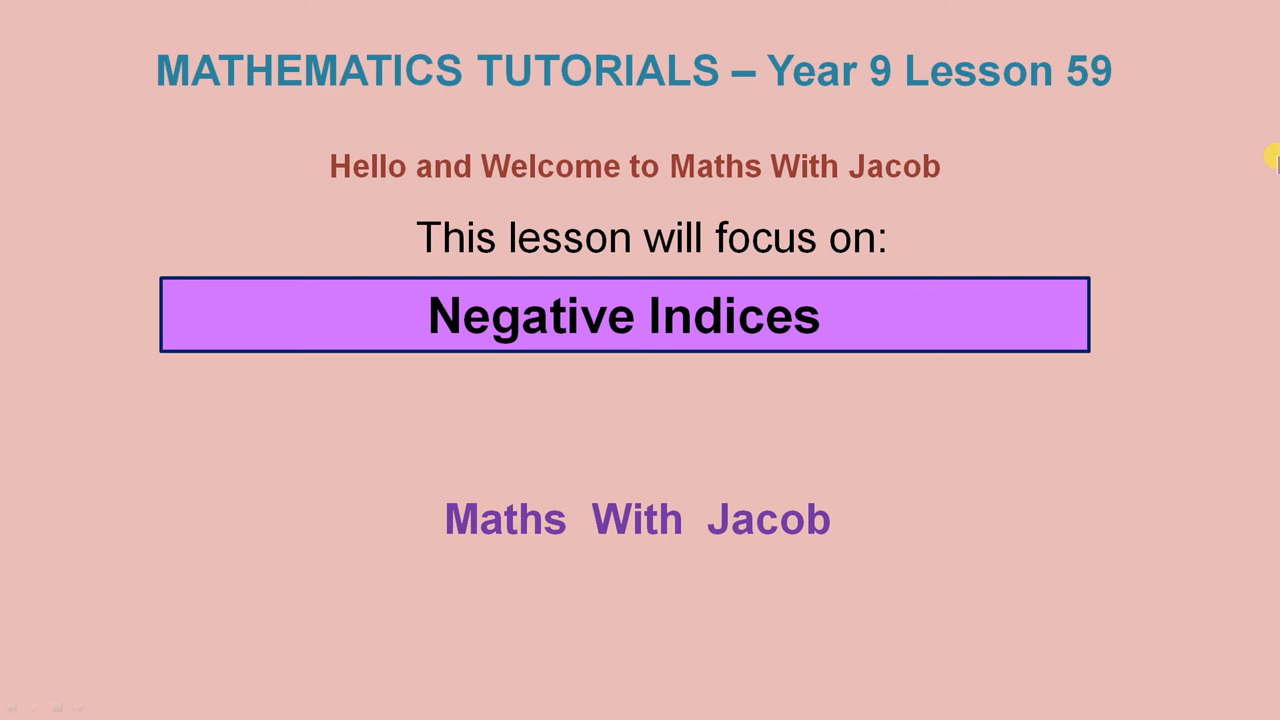 MATHEMATICS TUTORIALS – Year 9 Lesson 59
Hello and Welcome to Maths With Jacob
This lesson will focus on:
Negative Indices
Maths With Jacob